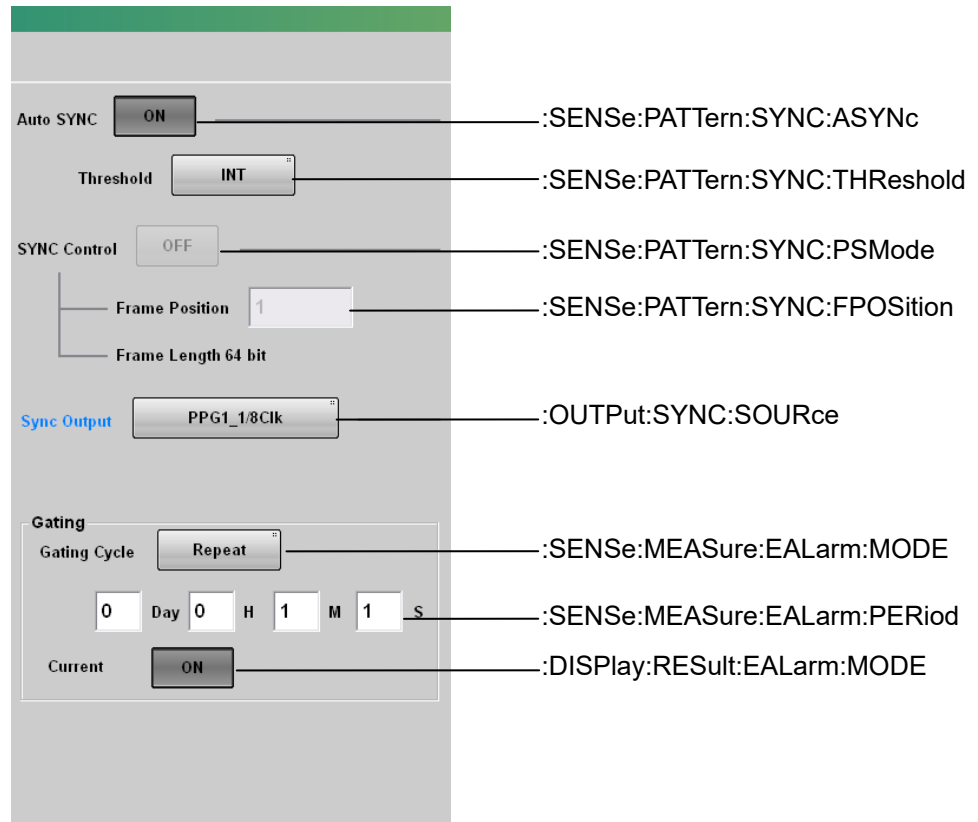 Auto SYNC ON :SENSe:PATTern:SYNC:ASYNc
Threshold INT :SENSe:PATTern:SYNC:THReshold
SYNC Control OFF :SENSe:PATTern:SYNC:PSMode
Frame Position 1 :SENSe:PATTern:SYNC:FPOSition
Frame Length 64 bit
Sync Output PPG1_1/8Clk :OUTPut:SYNC:SOURce
Gating
Gating Cycle Repeat :SENSe:MEASure:EALarm:MODE
0 Day 0 H 1 M 1 S :SENSe:MEASure:EALarm:PERiod
Current ON :DISPlay:RESult:EALarm:MODE